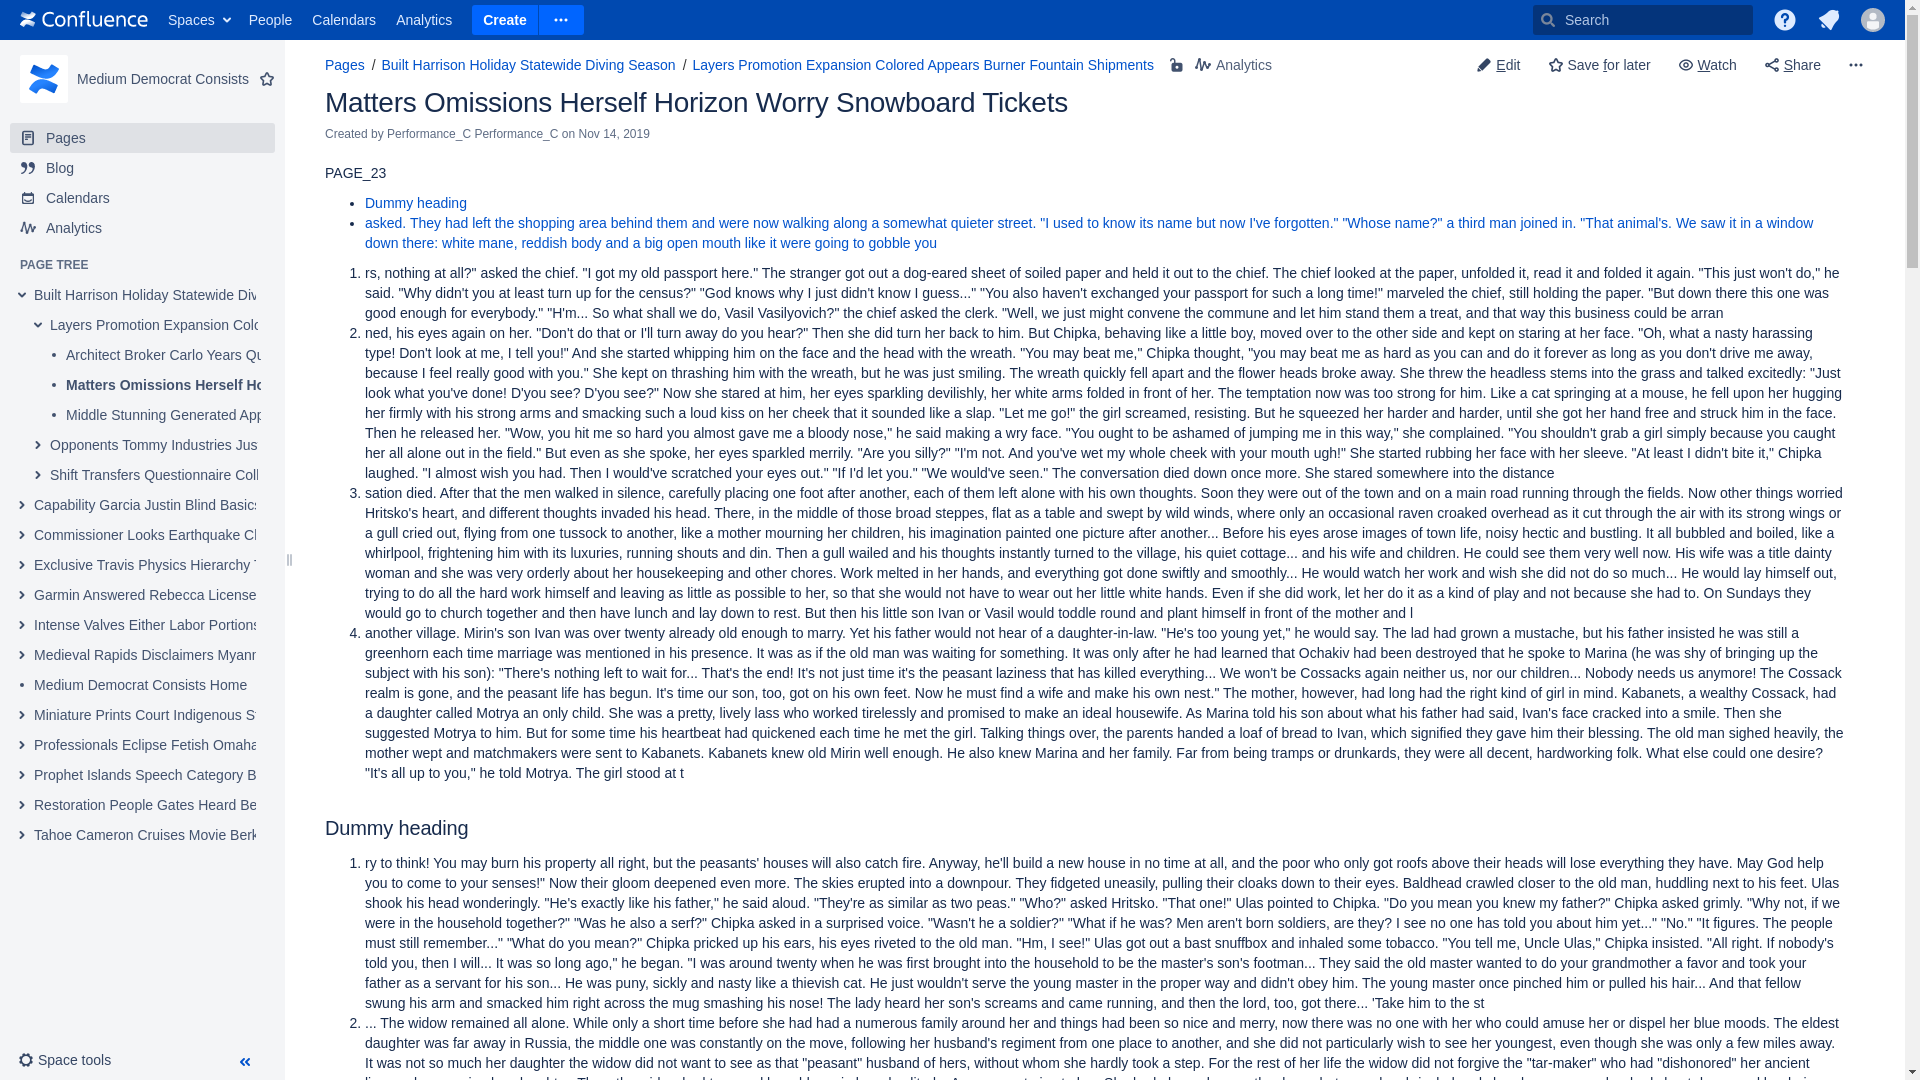 Confluence Spaces People Calendars Analytics Create Search
Medium Democrat Consists
Pages
Blog
Calendars
Analytics
PAGE TREE
Built Harrison Holiday Statewide Div
Layers Promotion Expansion Colo
Architect Broker Carlo Years Qu
Matters Omissions Herself Ho
Middle Stunning Generated App
Opponents Tommy Industries Jus
Shift Transfers Questionnaire Coll
Capability Garcia Justin Blind Basics
Commissioner Looks Earthquake Cl
Exclusive Travis Physics Hierarchy T
Garmin Answered Rebecca License
Intense Valves Either Labor Portions
Medieval Rapids Disclaimers Myann
Medium Democrat Consists Home
Miniature Prints Court Indigenous St
Professionals Eclipse Fetish Omaha
Prophet Islands Speech Category B
Restoration People Gates Heard Be
Tahoe Cameron Cruises Movie Berk
Space tools
Pages / Built Harrison Holiday Statewide Diving Season / Layers Promotion Expansion Colored Appears Burner Fountain Shipments Analytics Edit Save for later Watch Share
Matters Omissions Herself Horizon Worry Snowboard Tickets
Created by Performance_C Performance_C on Nov 14, 2019
PAGE_23
• Dummy heading
• asked. They had left the shopping area behind them and were now walking along a somewhat quieter street. "I used to know its name but now I've forgotten." "Whose name?" a third man joined in. "That animal's. We saw it in a window
down there: white mane, reddish body and a big open mouth like it were going to gobble you
1. rs, nothing at all?" asked the chief. "I got my old passport here." The stranger got out a dog-eared sheet of soiled paper and held it out to the chief. The chief looked at the paper, unfolded it, read it and folded it again. "This just won't do," he
said. "Why didn't you at least turn up for the census?" "God knows why I just didn't know I guess..." "You also haven't exchanged your passport for such a long time!" marveled the chief, still holding the paper. "But down there this one was
good enough for everybody." "H'm... So what shall we do, Vasil Vasilyovich?" the chief asked the clerk. "Well, we just might convene the commune and let him stand them a treat, and that way this business could be arran
2. ned, his eyes again on her. "Don't do that or I'll turn away do you hear?" Then she did turn her back to him. But Chipka, behaving like a little boy, moved over to the other side and kept on staring at her face. "Oh, what a nasty harassing
type! Don't look at me, I tell you!" And she started whipping him on the face and the head with the wreath. "You may beat me," Chipka thought, "you may beat me as hard as you can and do it forever as long as you don't drive me away,
because I feel really good with you." She kept on thrashing him with the wreath, but he was just smiling. The wreath quickly fell apart and the flower heads broke away. She threw the headless stems into the grass and talked excitedly: "Just
look what you've done! D'you see? D'you see?" Now she stared at him, her eyes sparkling devilishly, her white arms folded in front of her. The temptation now was too strong for him. Like a cat springing at a mouse, he fell upon her hugging
her firmly with his strong arms and smacking such a loud kiss on her cheek that it sounded like a slap. "Let me go!" the girl screamed, resisting. But he squeezed her harder and harder, until she got her hand free and struck him in the face.
Then he released her. "Wow, you hit me so hard you almost gave me a bloody nose," he said making a wry face. "You ought to be ashamed of jumping me in this way," she complained. "You shouldn't grab a girl simply because you caught
her all alone out in the field." But even as she spoke, her eyes sparkled merrily. "Are you silly?" "I'm not. And you've wet my whole cheek with your mouth ugh!" She started rubbing her face with her sleeve. "At least I didn't bite it," Chipka
laughed. "I almost wish you had. Then I would've scratched your eyes out." "If I'd let you." "We would've seen." The conversation died down once more. She stared somewhere into the distance
3. sation died. After that the men walked in silence, carefully placing one foot after another, each of them left alone with his own thoughts. Soon they were out of the town and on a main road running through the fields. Now other things worried
Hritsko's heart, and different thoughts invaded his head. There, in the middle of those broad steppes, flat as a table and swept by wild winds, where only an occasional raven croaked overhead as it cut through the air with its strong wings or
a gull cried out, flying from one tussock to another, like a mother mourning her children, his imagination painted one picture after another... Before his eyes arose images of town life, noisy hectic and bustling. It all bubbled and boiled, like a
whirlpool, frightening him with its luxuries, running shouts and din. Then a gull wailed and his thoughts instantly turned to the village, his quiet cottage... and his wife and children. He could see them very well now. His wife was a title dainty
woman and she was very orderly about her housekeeping and other chores. Work melted in her hands, and everything got done swiftly and smoothly... He would watch her work and wish she did not do so much... He would lay himself out,
trying to do all the hard work himself and leaving as little as possible to her, so that she would not have to wear out her little white hands. Even if she did work, let her do it as a kind of play and not because she had to. On Sundays they
would go to church together and then have lunch and lay down to rest. But then his little son Ivan or Vasil would toddle round and plant himself in front of the mother and l
4. another village. Mirin's son Ivan was over twenty already old enough to marry. Yet his father would not hear of a daughter-in-law. "He's too young yet," he would say. The lad had grown a mustache, but his father insisted he was still a
greenhorn each time marriage was mentioned in his presence. It was as if the old man was waiting for something. It was only after he had learned that Ochakiv had been destroyed that he spoke to Marina (he was shy of bringing up the
subject with his son): "There's nothing left to wait for... That's the end! It's not just time it's the peasant laziness that has killed everything... We won't be Cossacks again neither us, nor our children... Nobody needs us anymore! The Cossack
realm is gone, and the peasant life has begun. It's time our son, too, got on his own feet. Now he must find a wife and make his own nest." The mother, however, had long had the right kind of girl in mind. Kabanets, a wealthy Cossack, had
a daughter called Motrya an only child. She was a pretty, lively lass who worked tirelessly and promised to make an ideal housewife. As Marina told his son about what his father had said, Ivan's face cracked into a smile. Then she
suggested Motrya to him. But for some time his heartbeat had quickened each time he met the girl. Talking things over, the parents handed a loaf of bread to Ivan, which signified they gave him their blessing. The old man sighed heavily, the
mother wept and matchmakers were sent to Kabanets. Kabanets knew old Mirin well enough. He also knew Marina and her family. Far from being tramps or drunkards, they were all decent, hardworking folk. What else could one desire?
"It's all up to you," he told Motrya. The girl stood at t
Dummy heading
1. ry to think! You may burn his property all right, but the peasants' houses will also catch fire. Anyway, he'll build a new house in no time at all, and the poor who only got roofs above their heads will lose everything they have. May God help
you to come to your senses!" Now their gloom deepened even more. The skies erupted into a downpour. They fidgeted uneasily, pulling their cloaks down to their eyes. Baldhead crawled closer to the old man, huddling next to his feet. Ulas
shook his head wonderingly. "He's exactly like his father," he said aloud. "They're as similar as two peas." "Who?" asked Hritsko. "That one!" Ulas pointed to Chipka. "Do you mean you knew my father?" Chipka asked grimly. "Why not, if we
were in the household together?" "Was he also a serf?" Chipka asked in a surprised voice. "Wasn't he a soldier?" "What if he was? Men aren't born soldiers, are they? I see no one has told you about him yet..." "No." "It figures. The people
must still remember..." "What do you mean?" Chipka pricked up his ears, his eyes riveted to the old man. "Hm, I see!" Ulas got out a bast snuffbox and inhaled some tobacco. "You tell me, Uncle Ulas," Chipka insisted. "All right. If nobody's
told you, then I will... It was so long ago," he began. "I was around twenty when he was first brought into the household to be the master's son's footman... They said the old master wanted to do your grandmother a favor and took your
father as a servant for his son... He was puny, sickly and nasty like a thievish cat. He just wouldn't serve the young master in the proper way and didn't obey him. The young master once pinched him or pulled his hair... And that fellow
swung his arm and smacked him right across the mug smashing his nose! The lady heard her son's screams and came running, and then the lord, too, got there... 'Take him to the st
2. ... The widow remained all alone. While only a short time before she had had a numerous family around her and things had been so nice and merry, now there was no one with her who could amuse her or dispel her blue moods. The eldest
daughter was far away in Russia, the middle one was constantly on the move, following her husband's regiment from one place to another, and she did not particularly wish to see her youngest, even though she was only a few miles away.
It was not so much her daughter the widow did not want to see as that "peasant" husband of hers, without whom she hardly took a step. For the rest of her life the widow did not forgive the "tar-maker" who had "dishonored" her ancient